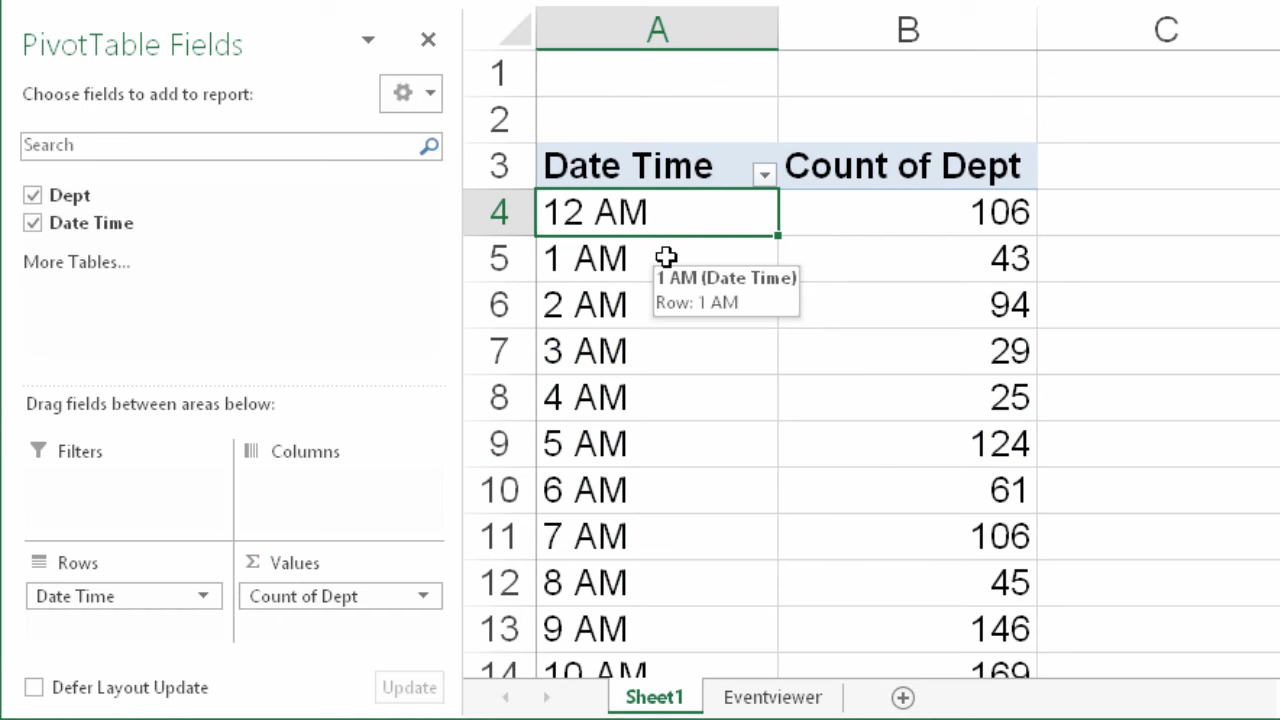 PivotTable Fields
Choose fields to add to report:
Search
Dept
Date Time
More Tables...
Drag fields between areas below:
Filters
Columns
Rows
Σ Values
Date Time
Count of Dept
Defer Layout Update
Update
A B C
1
2
3 Date Time Count of Dept
4 12 AM 106
5 1 AM 43
1 AM (Date Time)
Row: 1 AM
6 2 AM 94
7 3 AM 29
8 4 AM 25
9 5 AM 124
10 6 AM 61
11 7 AM 106
12 8 AM 45
13 9 AM 146
14 10 AM 169
Sheet1 Eventviewer